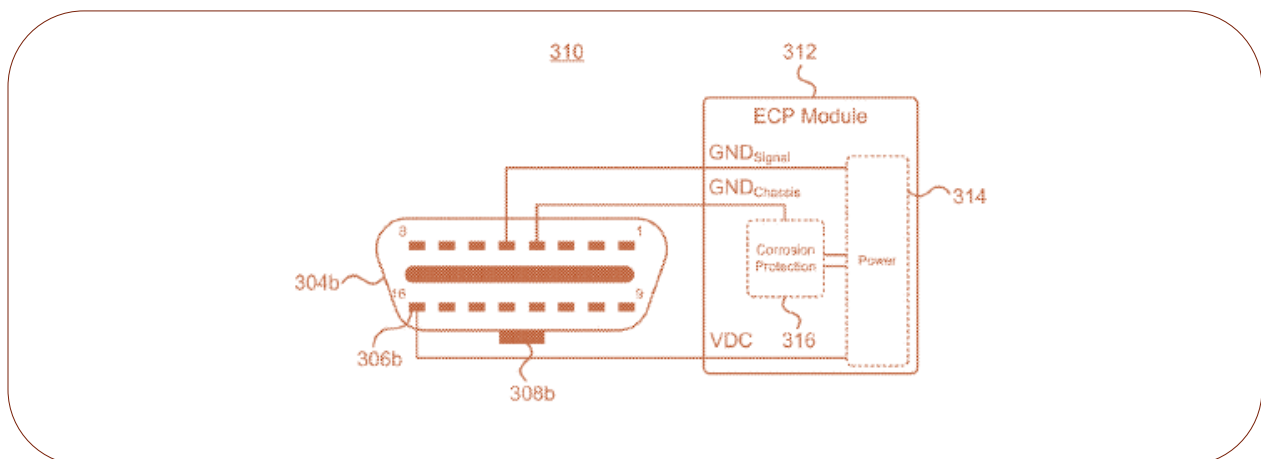 310
312
ECP Module
GNDSignal
GNDChassis
314
8
1
Corrosion
Protection
Power
304b
16
9
316
306b
VDC
308b